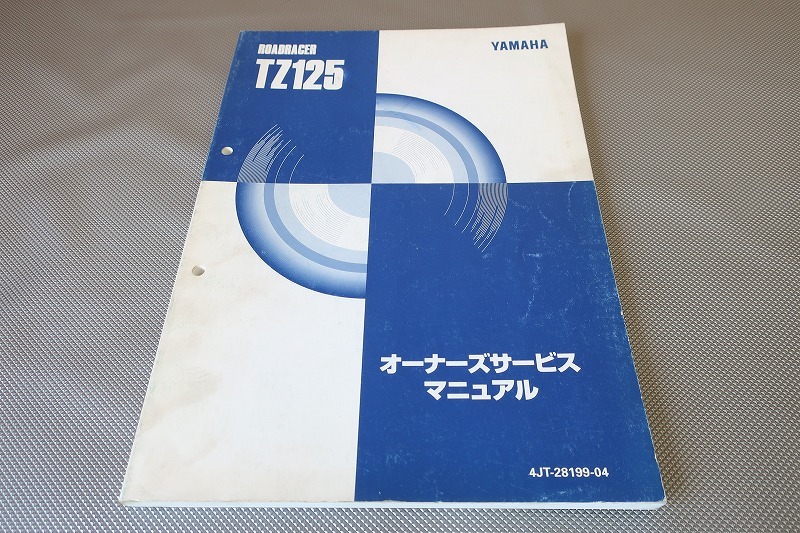 ROADRACER
TZ125
YAMAHA
オーナーズサービス
マニュアル
4JT-28199-04